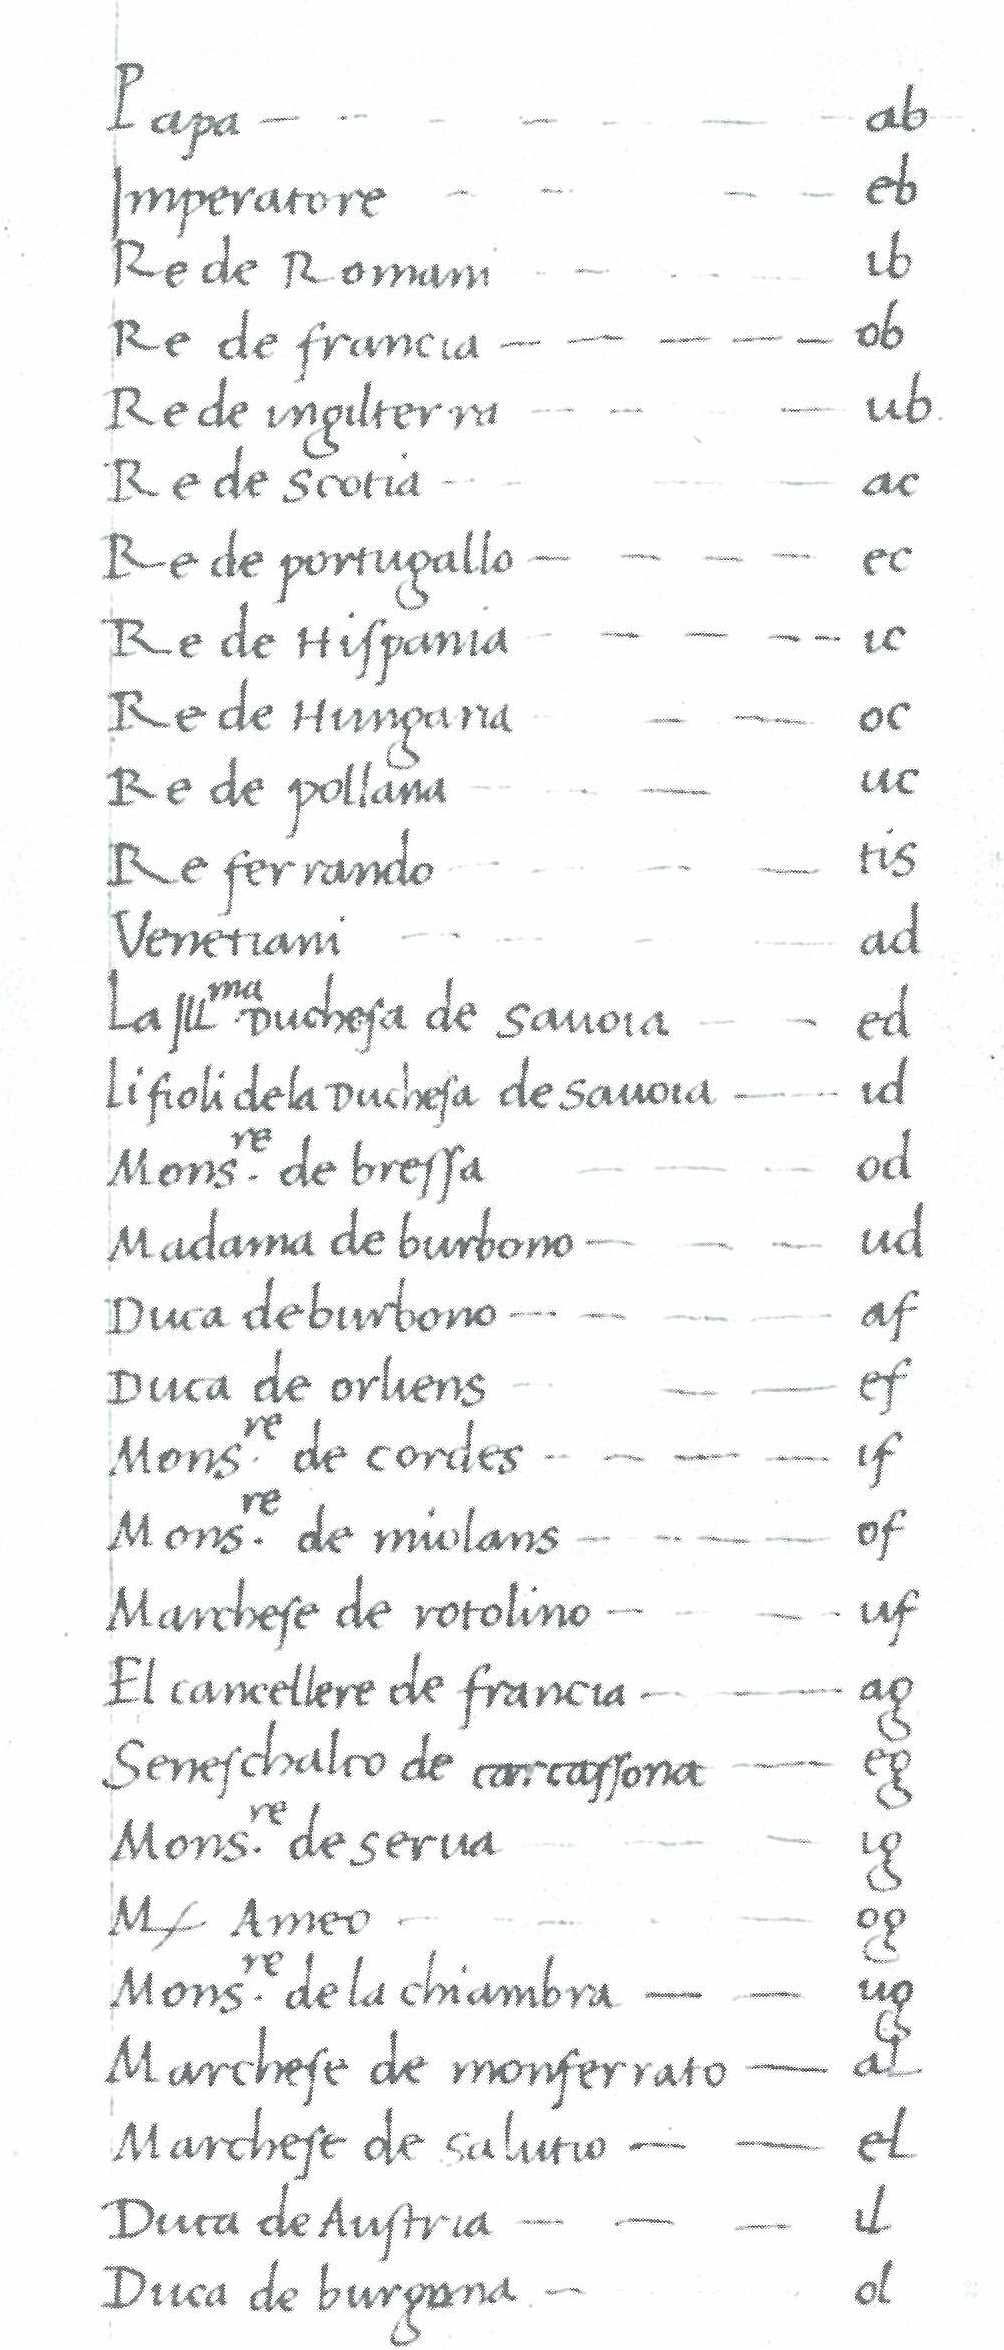 Papa ab
Imperatore eb
Re de Romani ib
Re de francia ob
Re de ingilterra ub
Re de scotia ac
Re de portugallo ec
Re de Hispania ic
Re de Hungaria oc
Re de pollana uc
Re ferrando tis
Venetiani ad
La Illma Duchesa de sauoia ed
Li fioli de la Duchesa de sauoia id
Mons.re de bressa od
Madama de burbono ud
Duca de burbono af
Duca de orliens ef
Mons.re de cordes if
Mons.re de miolans of
Marchese de rotolino uf
El cancellere de francia ag
Seneschalco de carcassona eg
Mons.re de serua ig
M Ameo og
Mons.re de la chiambra ug
Marchese de monferrato al
Marchese de salutio el
Duca de Austria il
Duca de ol